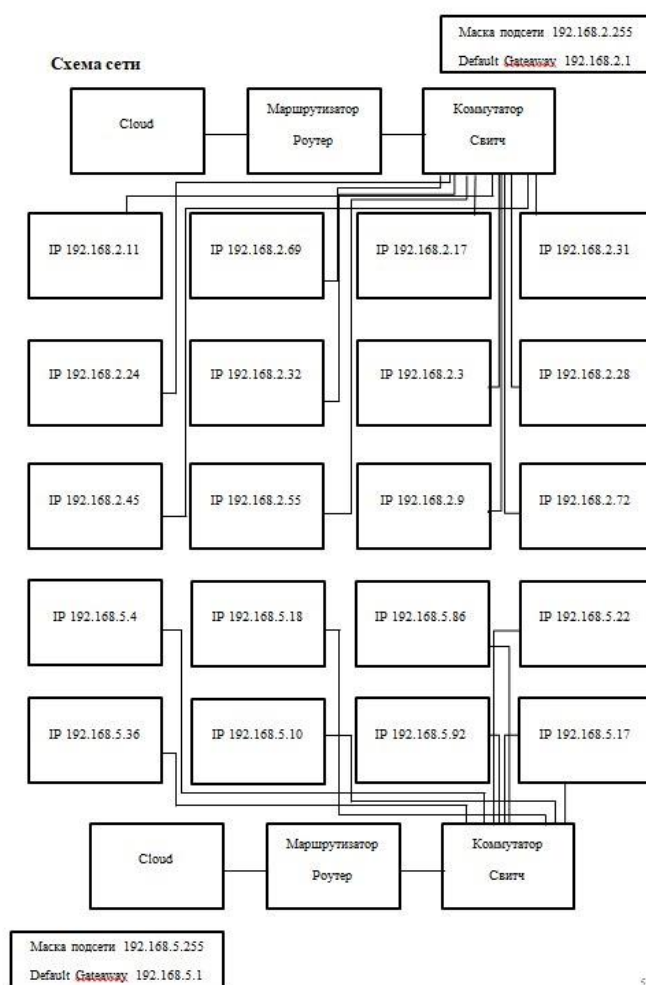 Маска подсети 192.168.2.255
Default Gateaway 192.168.2.1
Схема сети
Cloud
Маршрутизатор
Роутер
Коммутатор
Свитч
IP 192.168.2.11
IP 192.168.2.69
IP 192.168.2.17
IP 192.168.2.31
IP 192.168.2.24
IP 192.168.2.32
IP 192.168.2.3
IP 192.168.2.28
IP 192.168.2.45
IP 192.168.2.55
IP 192.168.2.9
IP 192.168.2.72
IP 192.168.5.4
IP 192.168.5.18
IP 192.168.5.86
IP 192.168.5.22
IP 192.168.5.36
IP 192.168.5.10
IP 192.168.5.92
IP 192.168.5.17
Cloud
Маршрутизатор
Роутер
Коммутатор
Свитч
Маска подсети 192.168.5.255
Default Gateaway 192.168.5.1
5